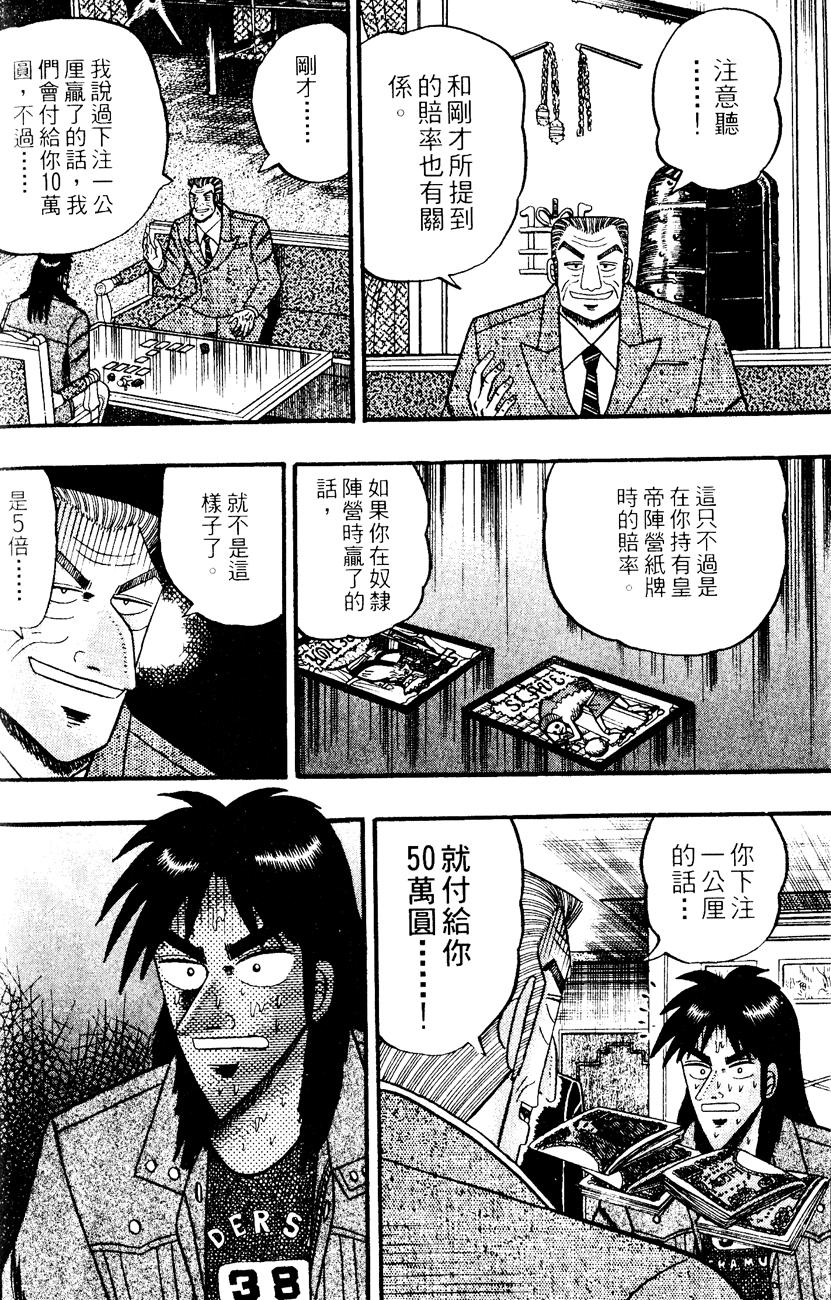 注意聽
……！
和剛才所提到
的賠率也有關
係。
剛才……
我說過下注一公
厘贏了的話，我
們會付給你10萬
圓，不過……
這只不過是
在你持有皇
帝陣營紙牌
時的賠率。
如果你在奴隸
陣營時贏了的
話，
SLAVE
就不是這
樣子了。
是5倍……
你下注
一公厘
的話…
就付給你
50萬圓……！
DERS
38